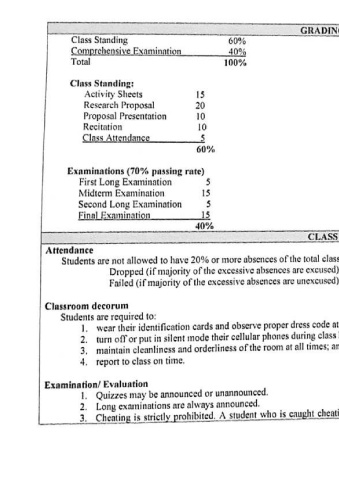 GRADIN
Class Standing 60%
Comprehensive Examination 40%
Total 100%
Class Standing:
Activity Sheets 15
Research Proposal 20
Proposal Presentation 10
Recitation 10
Class Attendance 5
60%
Examinations (70% passing rate)
First Long Examination 5
Midterm Examination 15
Second Long Examination 5
Final Examination 15
40%
CLASS
Attendance
Students are not allowed to have 20% or more absences of the total class
Dropped (if majority of the excessive absences are excused)
Failed (if majority of the excessive absences are unexcused)
Classroom decorum
Students are required to:
1. wear their identification cards and observe proper dress code at
2. turn off or put in silent mode their cellular phones during class
3. maintain cleanliness and orderliness of the room at all times; an
4. report to class on time.
Examination/ Evaluation
1. Quizzes may be announced or unannounced.
2. Long examinations are always announced.
3. Cheating is strictly prohibited. A student who is caught cheati